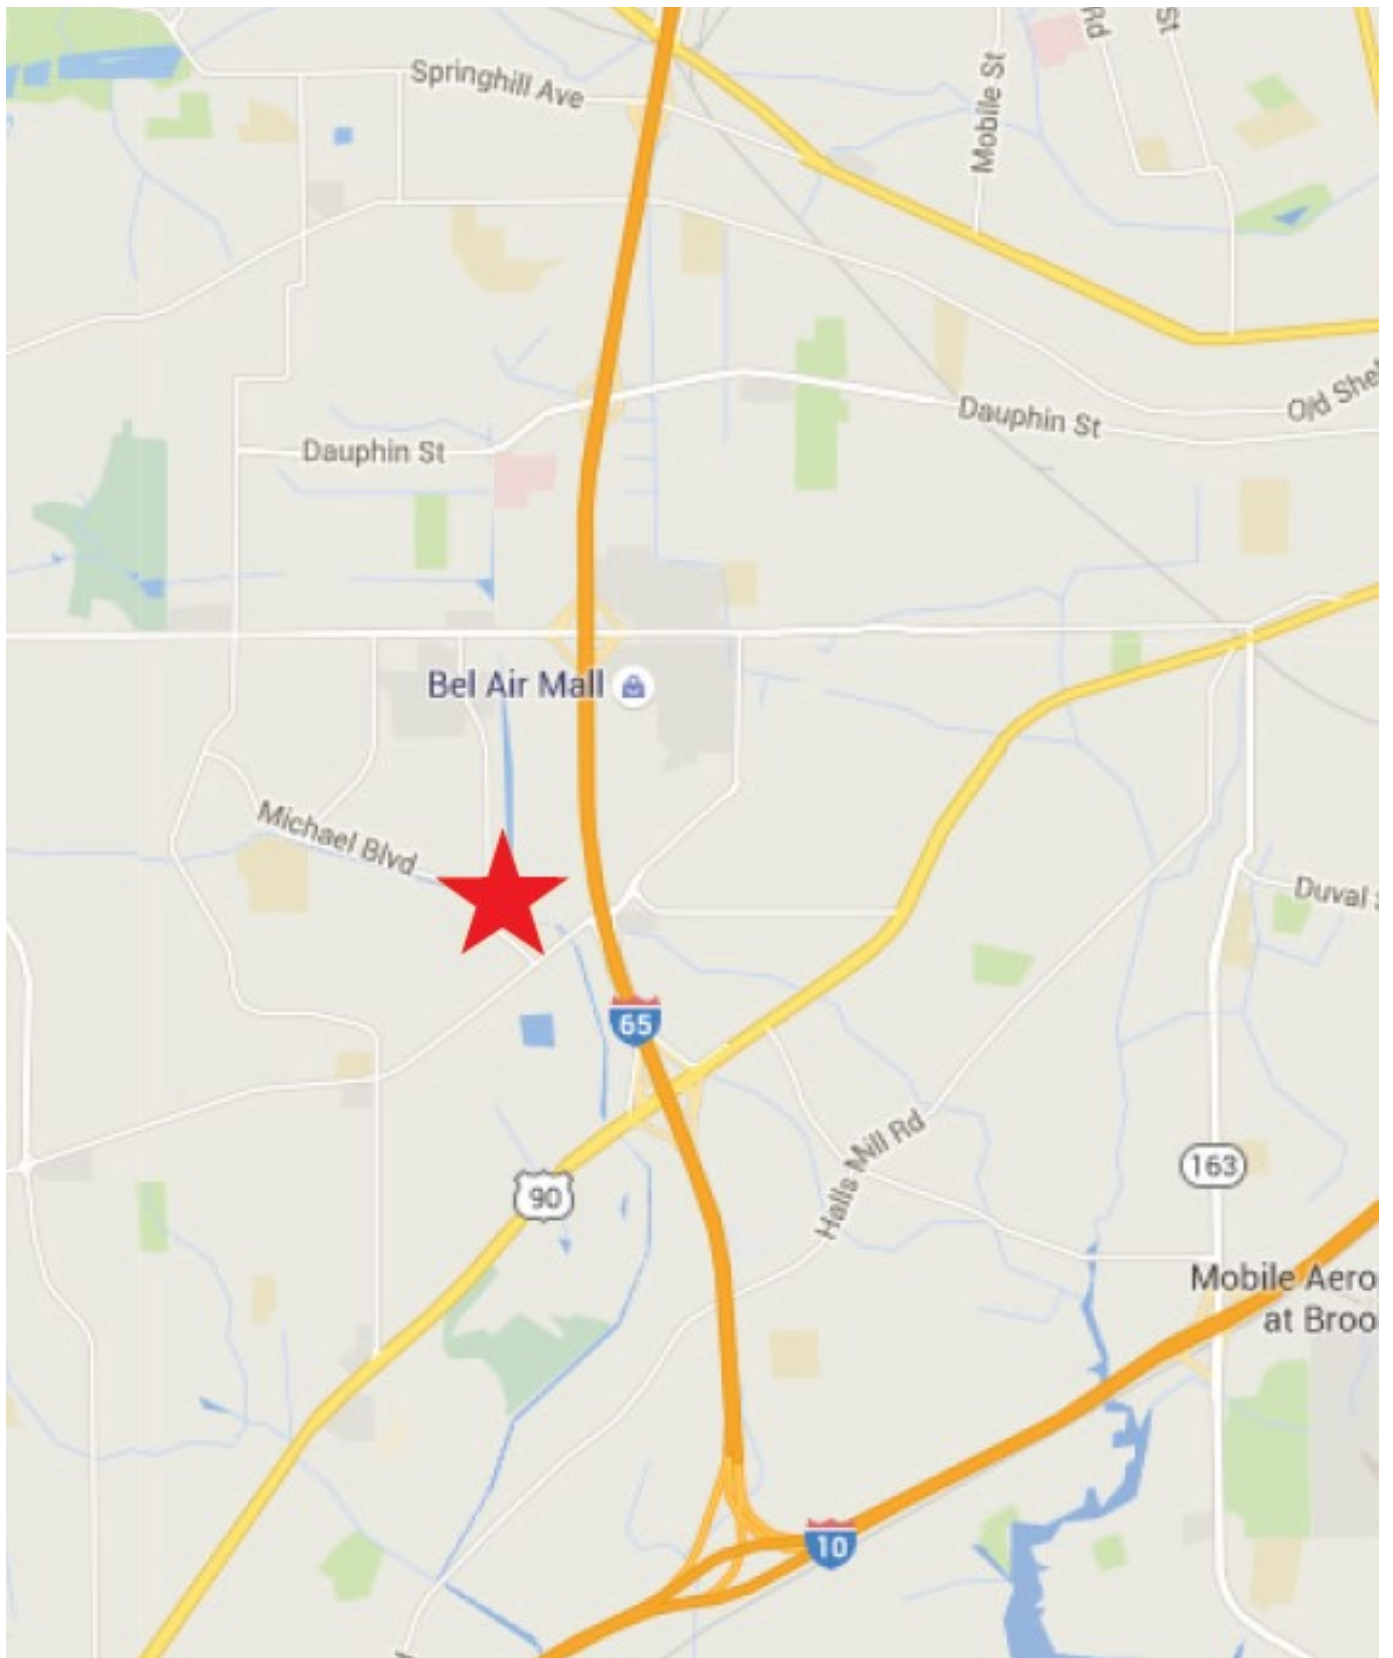 Rd
St
Springhill Ave
Mobile St
Old Shel
Dauphin St
Dauphin St
Bel Air Mall
Michael Blvd
Duval S
65
Halls Mill Rd
163
90
Mobile Aero
at Broo
10